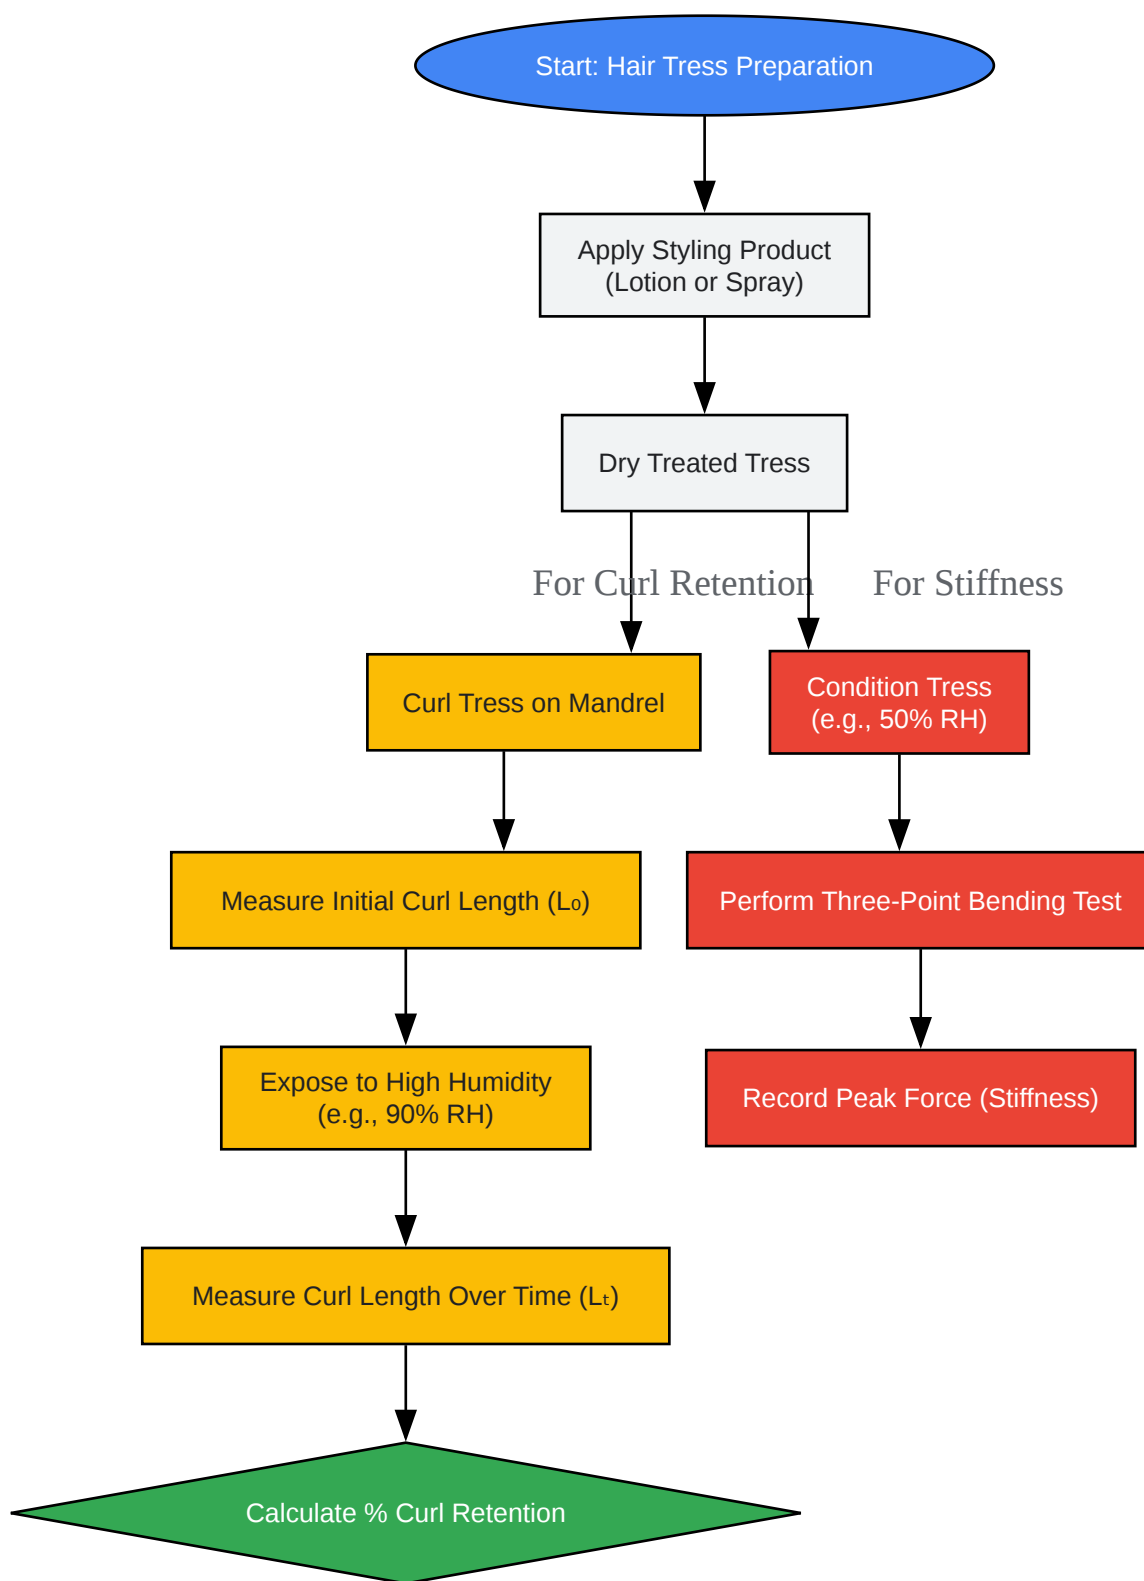 Start: Hair Tress Preparation
Apply Styling Product
(Lotion or Spray)
Dry Treated Tress
For Curl Retention
For Stiffness
Curl Tress on Mandrel
Condition Tress
(e.g., 50% RH)
Measure Initial Curl Length (L₀)
Perform Three-Point Bending Test
Expose to High Humidity
(e.g., 90% RH)
Record Peak Force (Stiffness)
Measure Curl Length Over Time (Lₜ)
Calculate % Curl Retention